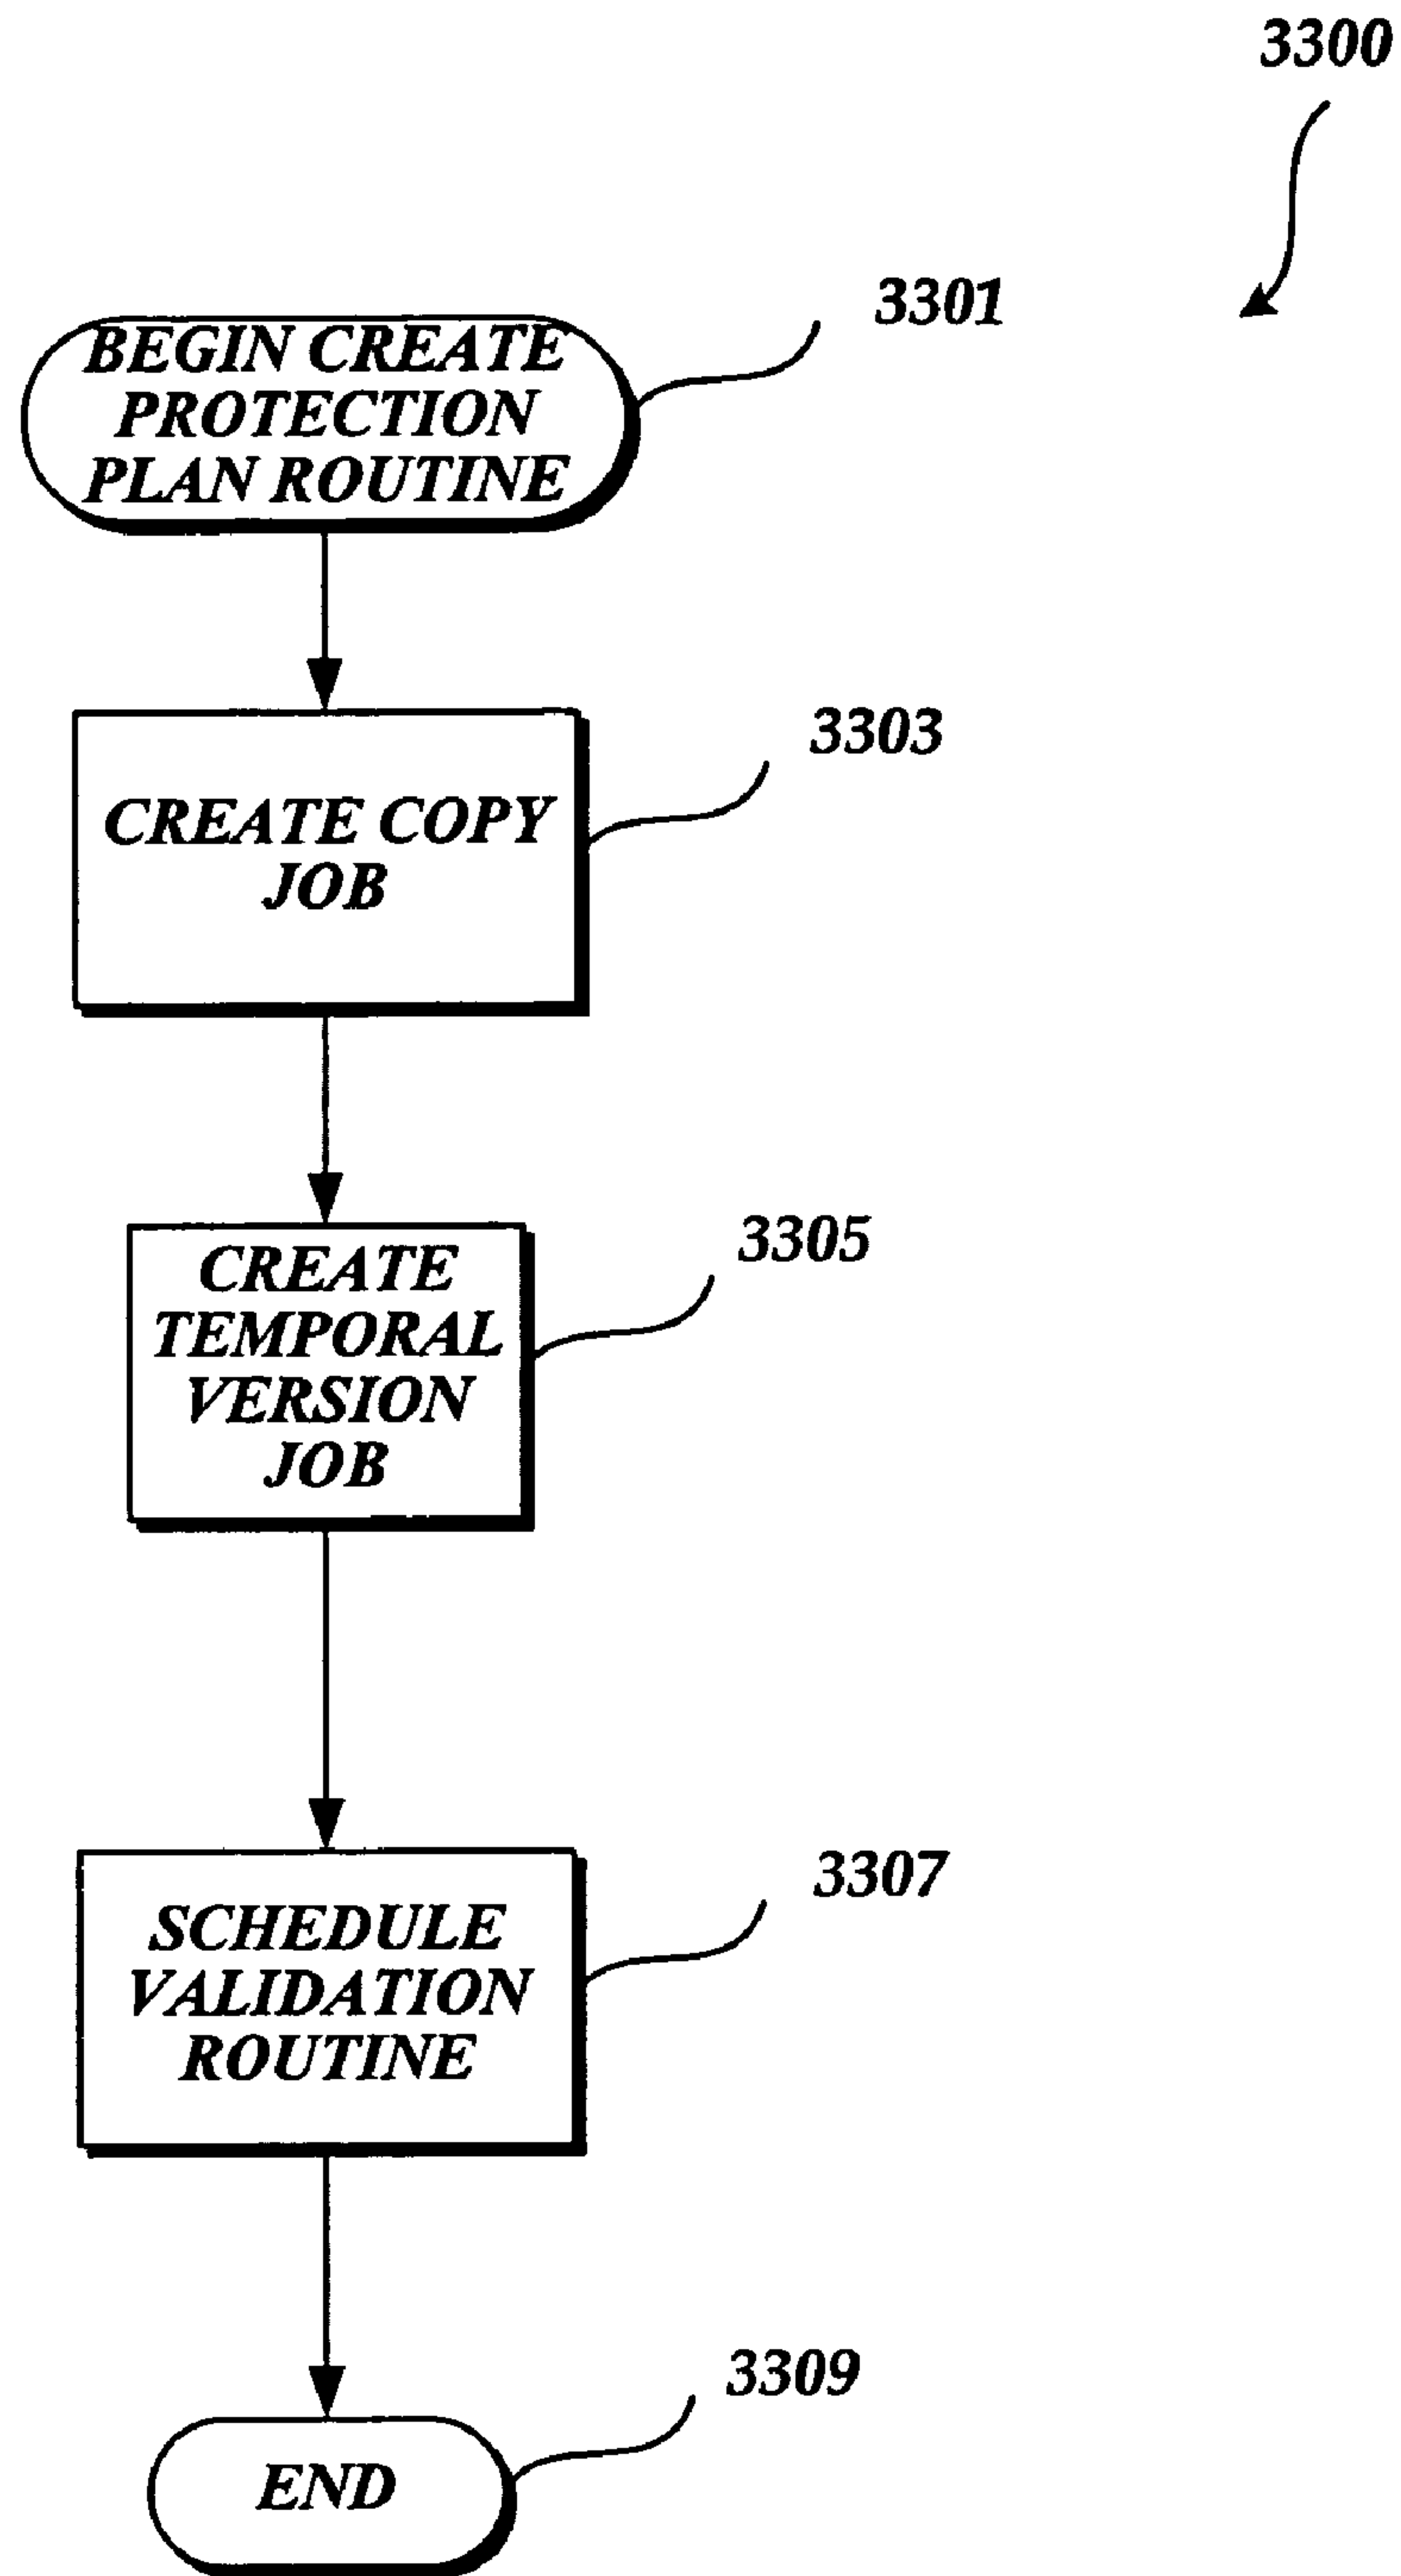 3300
3301
BEGIN CREATE
PROTECTION
PLAN ROUTINE
3303
CREATE COPY
JOB
3305
CREATE
TEMPORAL
VERSION
JOB
3307
SCHEDULE
VALIDATION
ROUTINE
3309
END